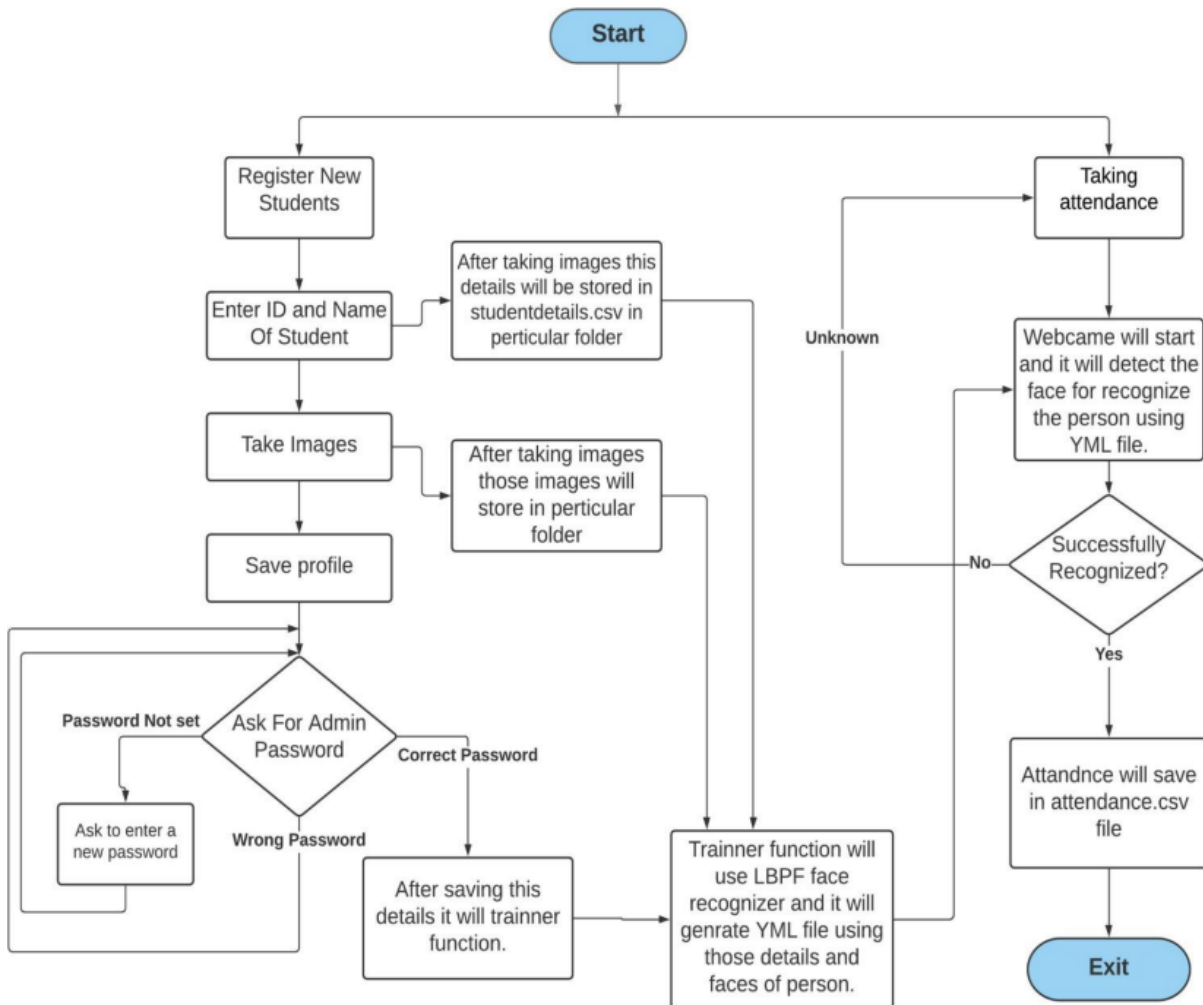 Start
Register New
Students
Taking
attendance
Enter ID and Name
Of Student
After taking images this
details will be stored in
studentdetails.csv in
perticular folder
Unknown
Webcame will start
and it will detect the
face for recognize
the person using
YML file.
Take Images
After taking images
those images will
store in perticular
folder
Save profile
No
Successfully
Recognized?
Yes
Password Not set
Ask For Admin
Password
Correct Password
Ask to enter a
new password
Wrong Password
Attandnce will save
in attendance.csv
file
After saving this
details it will trainner
function.
Trainner function will
use LBPF face
recognizer and it will
genrate YML file using
those details and
faces of person.
Exit